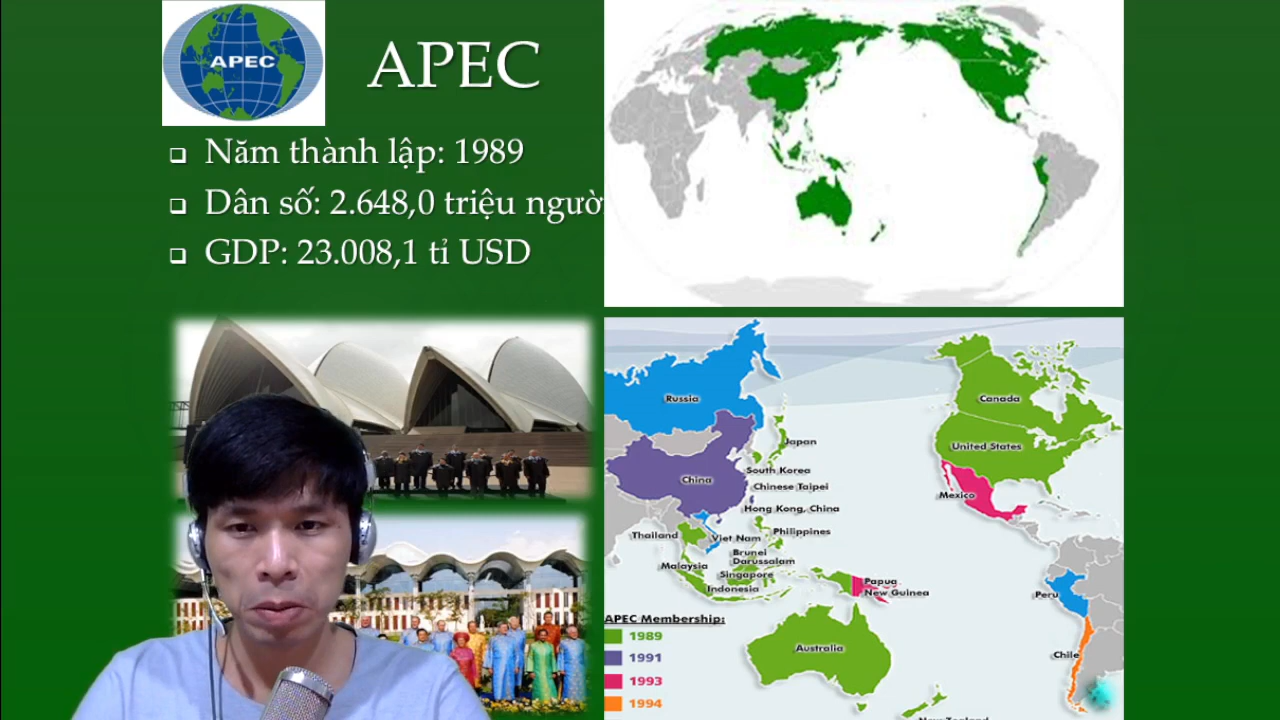 APEC
APEC
Năm thành lập: 1989
Dân số: 2.648,0 triệu người
GDP: 23.008,1 tỉ USD
Russia
Canada
United States
Japan
South Korea
China
Chinese Taipei
Mexico
Hong Kong, China
Thailand
Viet Nam
Philippines
Brunei
Darussalam
Malaysia
Singapore
Indonesia
Papua
New Guinea
Peru
APEC Membership:
1989
Australia
1991
Chile
1993
1994
New Zealand